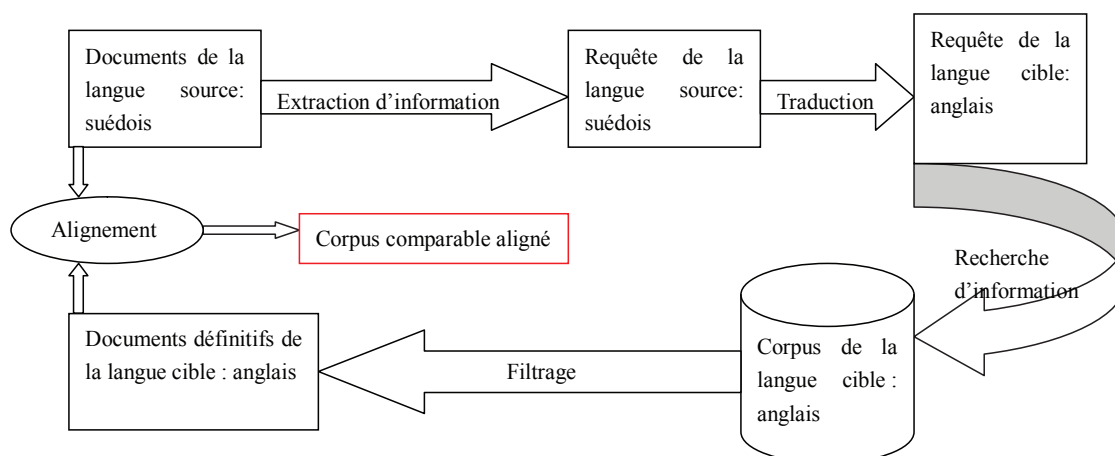 Documents de la
langue source:
suédois
Extraction d’information
Requête de la
langue source:
suédois
Traduction
Requête de la
langue cible:
anglais
Alignement
Corpus comparable aligné
Recherche
d’information
Documents définitifs de
la langue cible : anglais
Filtrage
Corpus de la
langue cible :
anglais